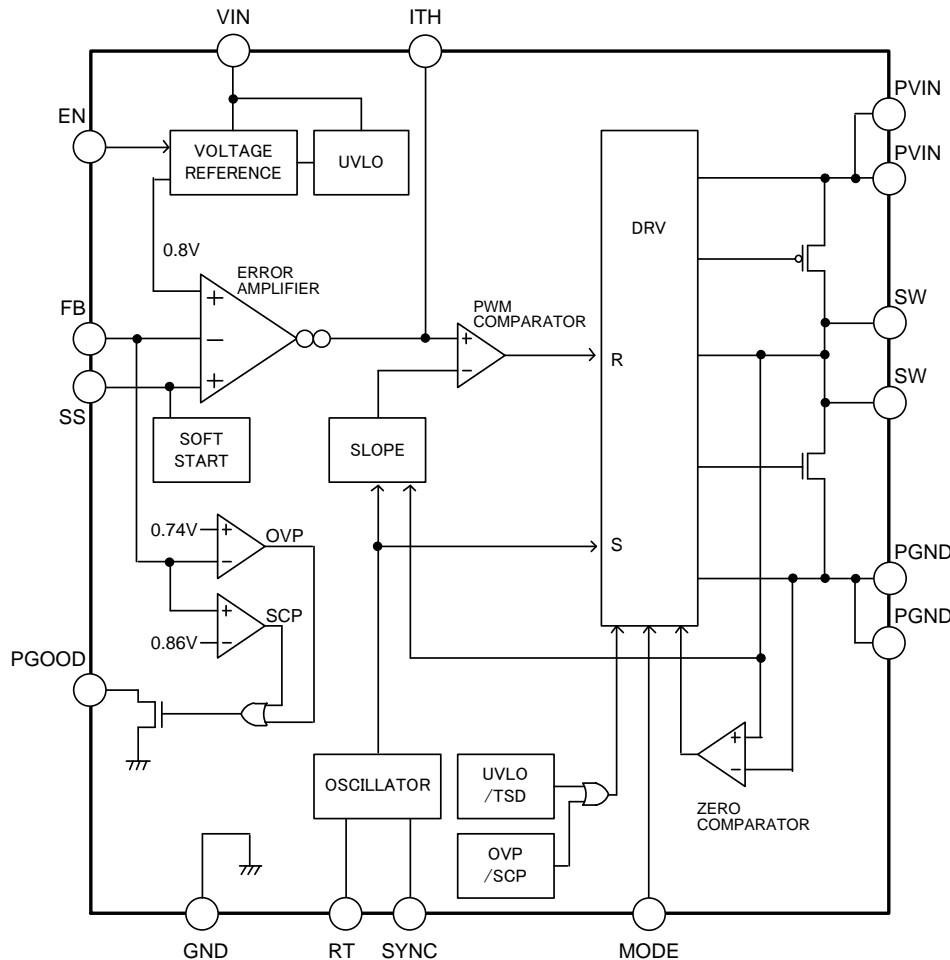 VIN
ITH
PVIN
EN
VOLTAGE
REFERENCE
UVLO
PVIN
DRV
0.8V
ERROR
AMPLIFIER
+
−
+
FB
PWM
COMPARATOR
+
−
SW
R
SS
SW
SOFT
START
SLOPE
0.74V
+
−
OVP
S
PGND
+
−
SCP
0.86V
PGND
PGOOD
+
−
OSCILLATOR
UVLO
/TSD
ZERO
COMPARATOR
OVP
/SCP
GND
RT
SYNC
MODE